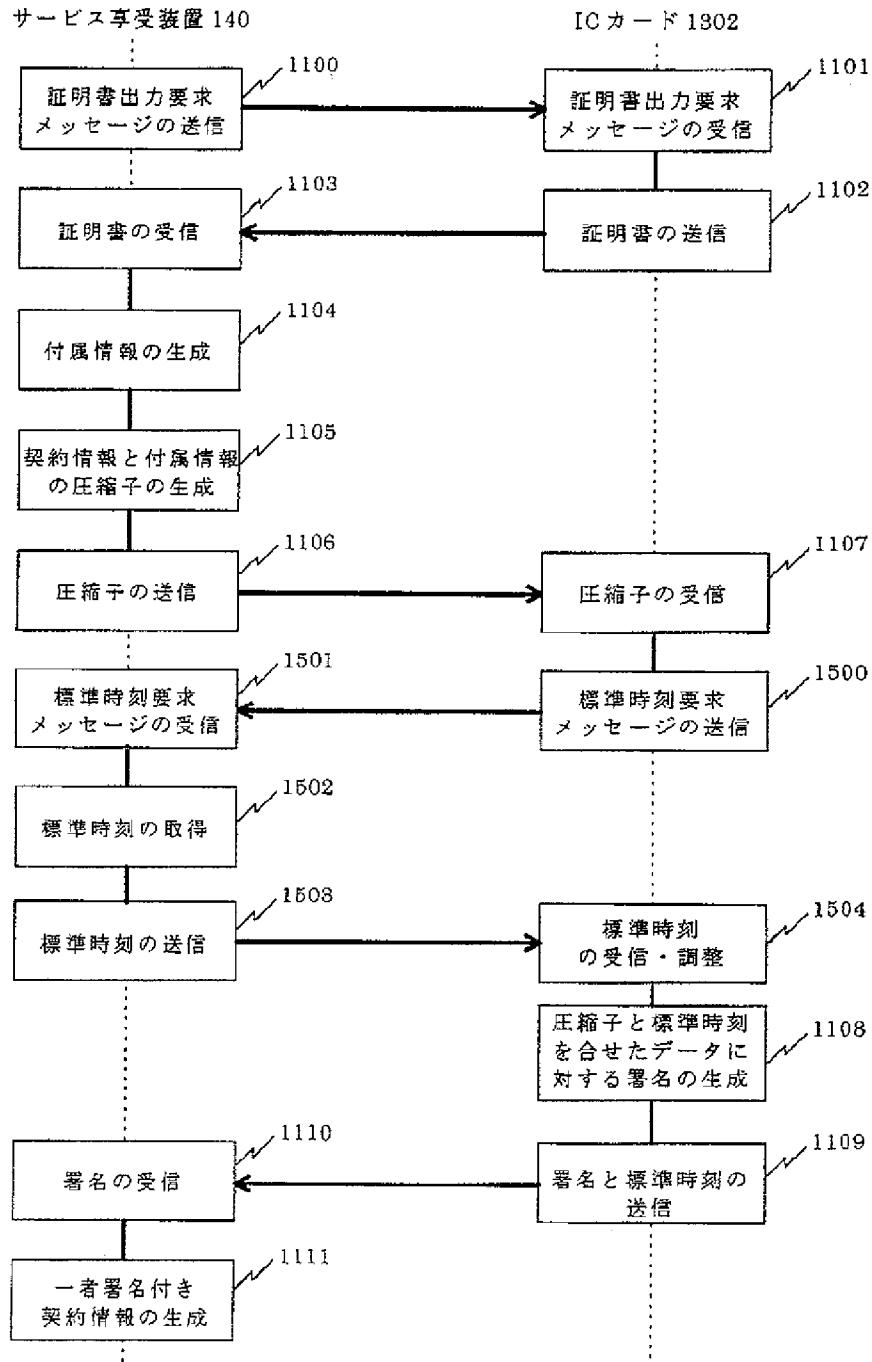 サービス享受装置 140
ICカード 1302
1100
証明書出力要求
メッセージの送信
1101
証明書出力要求
メッセージの受信
1103
証明書の受信
1102
証明書の送信
1104
付属情報の生成
1105
契約情報と付属情報
の圧縮子の生成
1106
圧縮子の送信
1107
圧縮子の受信
1501
標準時刻要求
メッセージの受信
1500
標準時刻要求
メッセージの送信
1502
標準時刻の取得
1503
標準時刻の送信
1504
標準時刻
の受信・調整
圧縮子と標準時刻
を合せたデータに
対する署名の生成
1108
1110
署名の受信
1109
署名と標準時刻の
送信
1111
一者署名付き
契約情報の生成